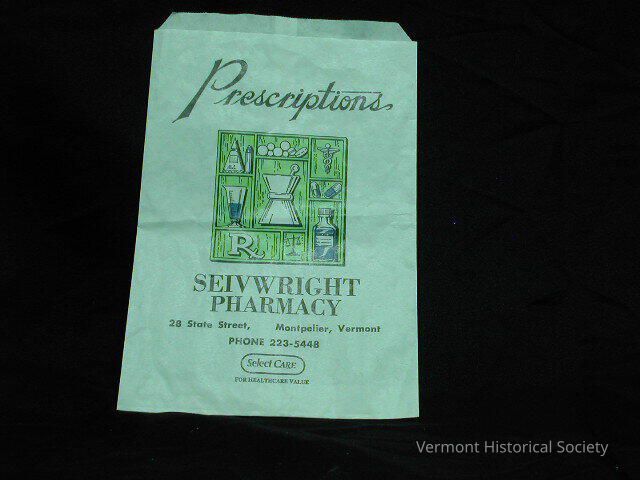 Prescriptions
Rx
SEIVWRIGHT
PHARMACY
28 State Street, Montpelier, Vermont
PHONE 223-5448
Select CARE
FOR HEALTHCARE VALUE
Vermont Historical Society